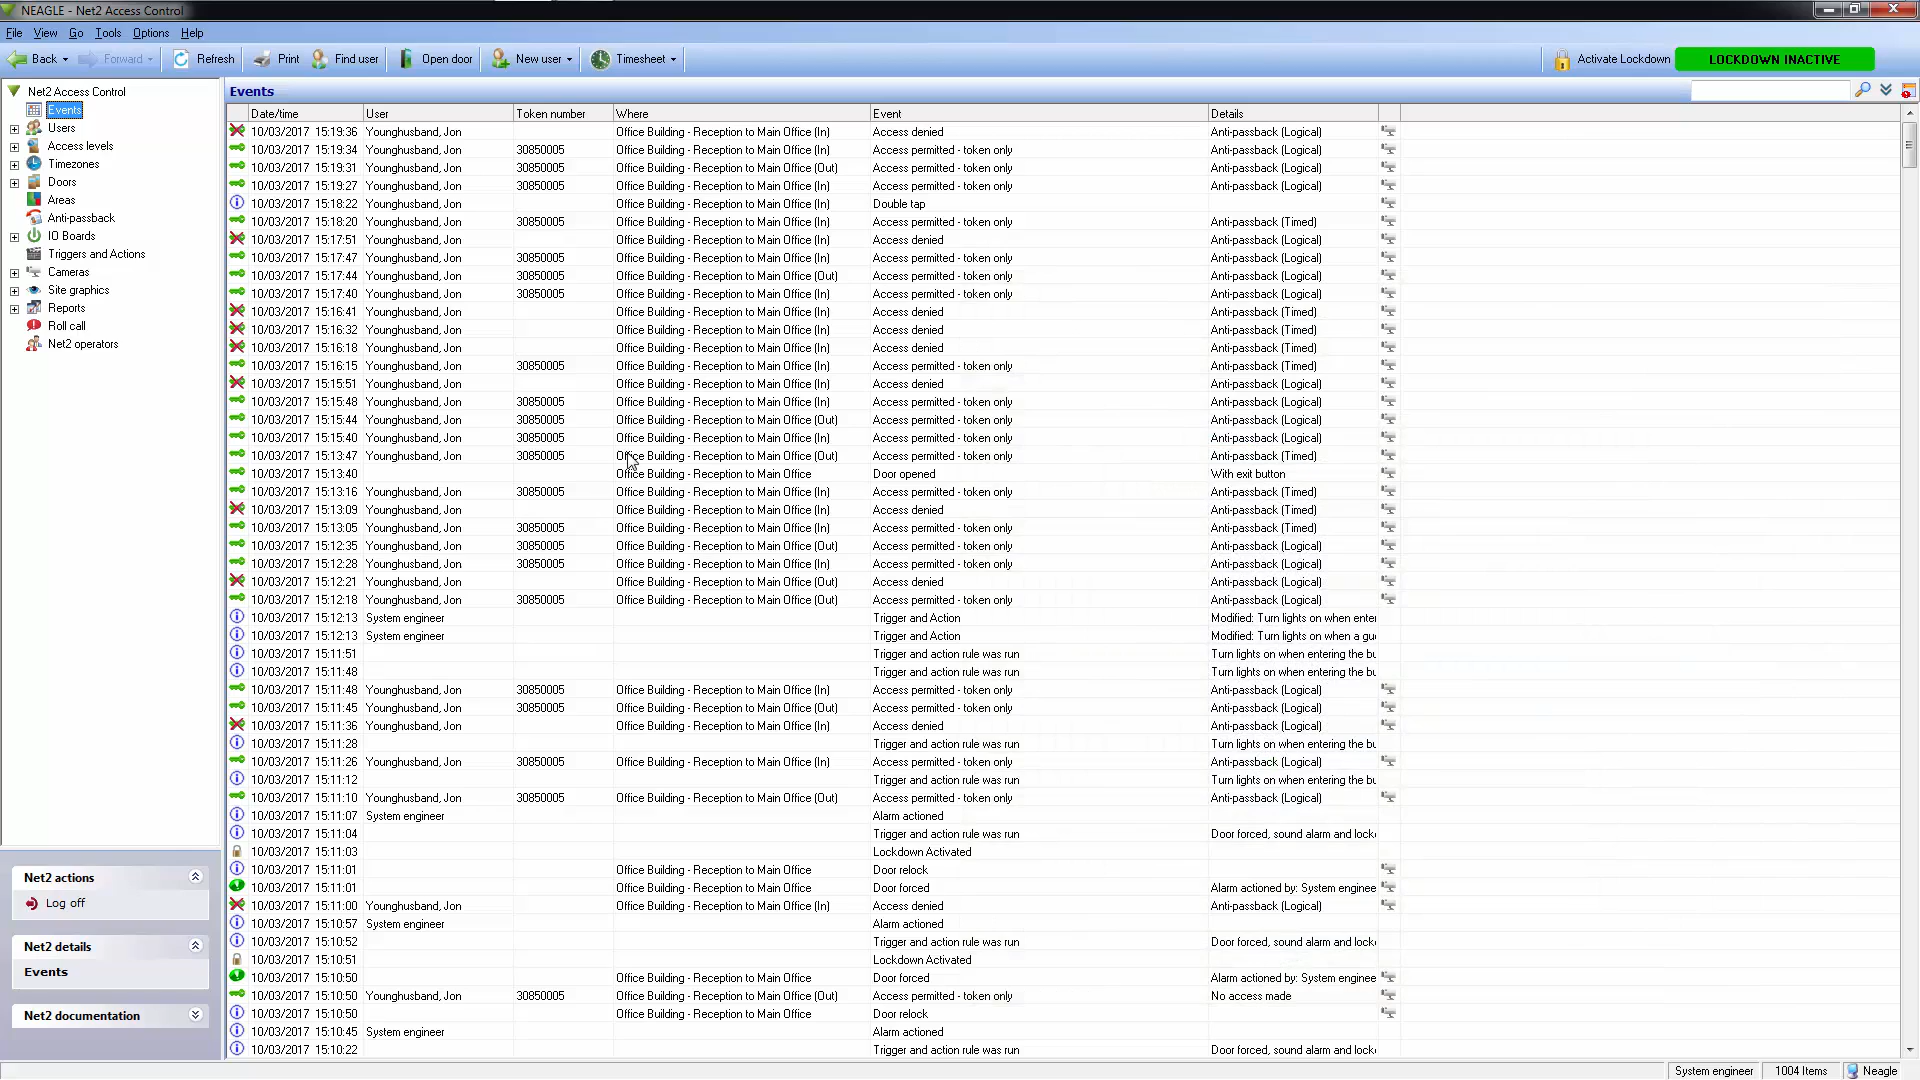 NEAGLE - Net2 Access Control
File View Go Tools Options Help
Back Forward Refresh Print Find user Open door New user Timesheet Activate Lockdown LOCKDOWN INACTIVE
Net2 Access Control
Events
Users
Access levels
Timezones
Doors
Areas
Anti-passback
IO Boards
Triggers and Actions
Cameras
Site graphics
Reports
Roll call
Net2 operators
Net2 actions
Log off
Net2 details
Events
Net2 documentation
Events
Date/time User Token number Where Event Details
10/03/2017 15:19:36 Younghusband, Jon Office Building - Reception to Main Office (In) Access denied Anti-passback (Logical)
10/03/2017 15:19:34 Younghusband, Jon 30850005 Office Building - Reception to Main Office (In) Access permitted - token only Anti-passback (Logical)
10/03/2017 15:19:31 Younghusband, Jon 30850005 Office Building - Reception to Main Office (Out) Access permitted - token only Anti-passback (Logical)
10/03/2017 15:19:27 Younghusband, Jon 30850005 Office Building - Reception to Main Office (In) Access permitted - token only Anti-passback (Logical)
10/03/2017 15:18:22 Younghusband, Jon Office Building - Reception to Main Office (In) Double tap
10/03/2017 15:18:20 Younghusband, Jon 30850005 Office Building - Reception to Main Office (In) Access permitted - token only Anti-passback (Timed)
10/03/2017 15:17:51 Younghusband, Jon Office Building - Reception to Main Office (In) Access denied Anti-passback (Logical)
10/03/2017 15:17:47 Younghusband, Jon 30850005 Office Building - Reception to Main Office (In) Access permitted - token only Anti-passback (Logical)
10/03/2017 15:17:44 Younghusband, Jon 30850005 Office Building - Reception to Main Office (Out) Access permitted - token only Anti-passback (Logical)
10/03/2017 15:17:40 Younghusband, Jon 30850005 Office Building - Reception to Main Office (In) Access permitted - token only Anti-passback (Logical)
10/03/2017 15:16:41 Younghusband, Jon Office Building - Reception to Main Office (In) Access denied Anti-passback (Timed)
10/03/2017 15:16:32 Younghusband, Jon Office Building - Reception to Main Office (In) Access denied Anti-passback (Timed)
10/03/2017 15:16:18 Younghusband, Jon Office Building - Reception to Main Office (In) Access denied Anti-passback (Timed)
10/03/2017 15:16:15 Younghusband, Jon 30850005 Office Building - Reception to Main Office (In) Access permitted - token only Anti-passback (Timed)
10/03/2017 15:15:51 Younghusband, Jon Office Building - Reception to Main Office (In) Access denied Anti-passback (Logical)
10/03/2017 15:15:48 Younghusband, Jon 30850005 Office Building - Reception to Main Office (In) Access permitted - token only Anti-passback (Logical)
10/03/2017 15:15:44 Younghusband, Jon 30850005 Office Building - Reception to Main Office (Out) Access permitted - token only Anti-passback (Logical)
10/03/2017 15:15:40 Younghusband, Jon 30850005 Office Building - Reception to Main Office (In) Access permitted - token only Anti-passback (Logical)
10/03/2017 15:13:47 Younghusband, Jon 30850005 Office Building - Reception to Main Office (Out) Access permitted - token only Anti-passback (Timed)
10/03/2017 15:13:40 Office Building - Reception to Main Office Door opened With exit button
10/03/2017 15:13:16 Younghusband, Jon 30850005 Office Building - Reception to Main Office (In) Access permitted - token only Anti-passback (Timed)
10/03/2017 15:13:09 Younghusband, Jon Office Building - Reception to Main Office (In) Access denied Anti-passback (Timed)
10/03/2017 15:13:05 Younghusband, Jon 30850005 Office Building - Reception to Main Office (In) Access permitted - token only Anti-passback (Timed)
10/03/2017 15:12:35 Younghusband, Jon 30850005 Office Building - Reception to Main Office (Out) Access permitted - token only Anti-passback (Logical)
10/03/2017 15:12:28 Younghusband, Jon 30850005 Office Building - Reception to Main Office (In) Access permitted - token only Anti-passback (Logical)
10/03/2017 15:12:21 Younghusband, Jon Office Building - Reception to Main Office (Out) Access denied Anti-passback (Logical)
10/03/2017 15:12:18 Younghusband, Jon 30850005 Office Building - Reception to Main Office (Out) Access permitted - token only Anti-passback (Logical)
10/03/2017 15:12:13 System engineer Trigger and Action Modified: Turn lights on when enter
10/03/2017 15:12:13 System engineer Trigger and Action Modified: Turn lights on when a gu
10/03/2017 15:11:51 Trigger and action rule was run Turn lights on when entering the bu
10/03/2017 15:11:48 Trigger and action rule was run Turn lights on when entering the bu
10/03/2017 15:11:48 Younghusband, Jon 30850005 Office Building - Reception to Main Office (In) Access permitted - token only Anti-passback (Logical)
10/03/2017 15:11:45 Younghusband, Jon 30850005 Office Building - Reception to Main Office (Out) Access permitted - token only Anti-passback (Logical)
10/03/2017 15:11:36 Younghusband, Jon Office Building - Reception to Main Office (In) Access denied Anti-passback (Logical)
10/03/2017 15:11:28 Trigger and action rule was run Turn lights on when entering the bu
10/03/2017 15:11:26 Younghusband, Jon 30850005 Office Building - Reception to Main Office (In) Access permitted - token only Anti-passback (Logical)
10/03/2017 15:11:12 Trigger and action rule was run Turn lights on when entering the bu
10/03/2017 15:11:10 Younghusband, Jon 30850005 Office Building - Reception to Main Office (Out) Access permitted - token only Anti-passback (Logical)
10/03/2017 15:11:07 System engineer Alarm actioned
10/03/2017 15:11:04 Trigger and action rule was run Door forced, sound alarm and lock
10/03/2017 15:11:03 Lockdown Activated
10/03/2017 15:11:01 Office Building - Reception to Main Office Door relock
10/03/2017 15:11:01 Office Building - Reception to Main Office Door forced Alarm actioned by: System enginee
10/03/2017 15:11:00 Younghusband, Jon Office Building - Reception to Main Office (In) Access denied Anti-passback (Logical)
10/03/2017 15:10:57 System engineer Alarm actioned
10/03/2017 15:10:52 Trigger and action rule was run Door forced, sound alarm and lock
10/03/2017 15:10:51 Lockdown Activated
10/03/2017 15:10:50 Office Building - Reception to Main Office Door forced Alarm actioned by: System enginee
10/03/2017 15:10:50 Younghusband, Jon 30850005 Office Building - Reception to Main Office (Out) Access permitted - token only No access made
10/03/2017 15:10:50 Office Building - Reception to Main Office Door relock
10/03/2017 15:10:45 System engineer Alarm actioned
10/03/2017 15:10:22 Trigger and action rule was run Door forced, sound alarm and lock
System engineer 1004 Items Neagle